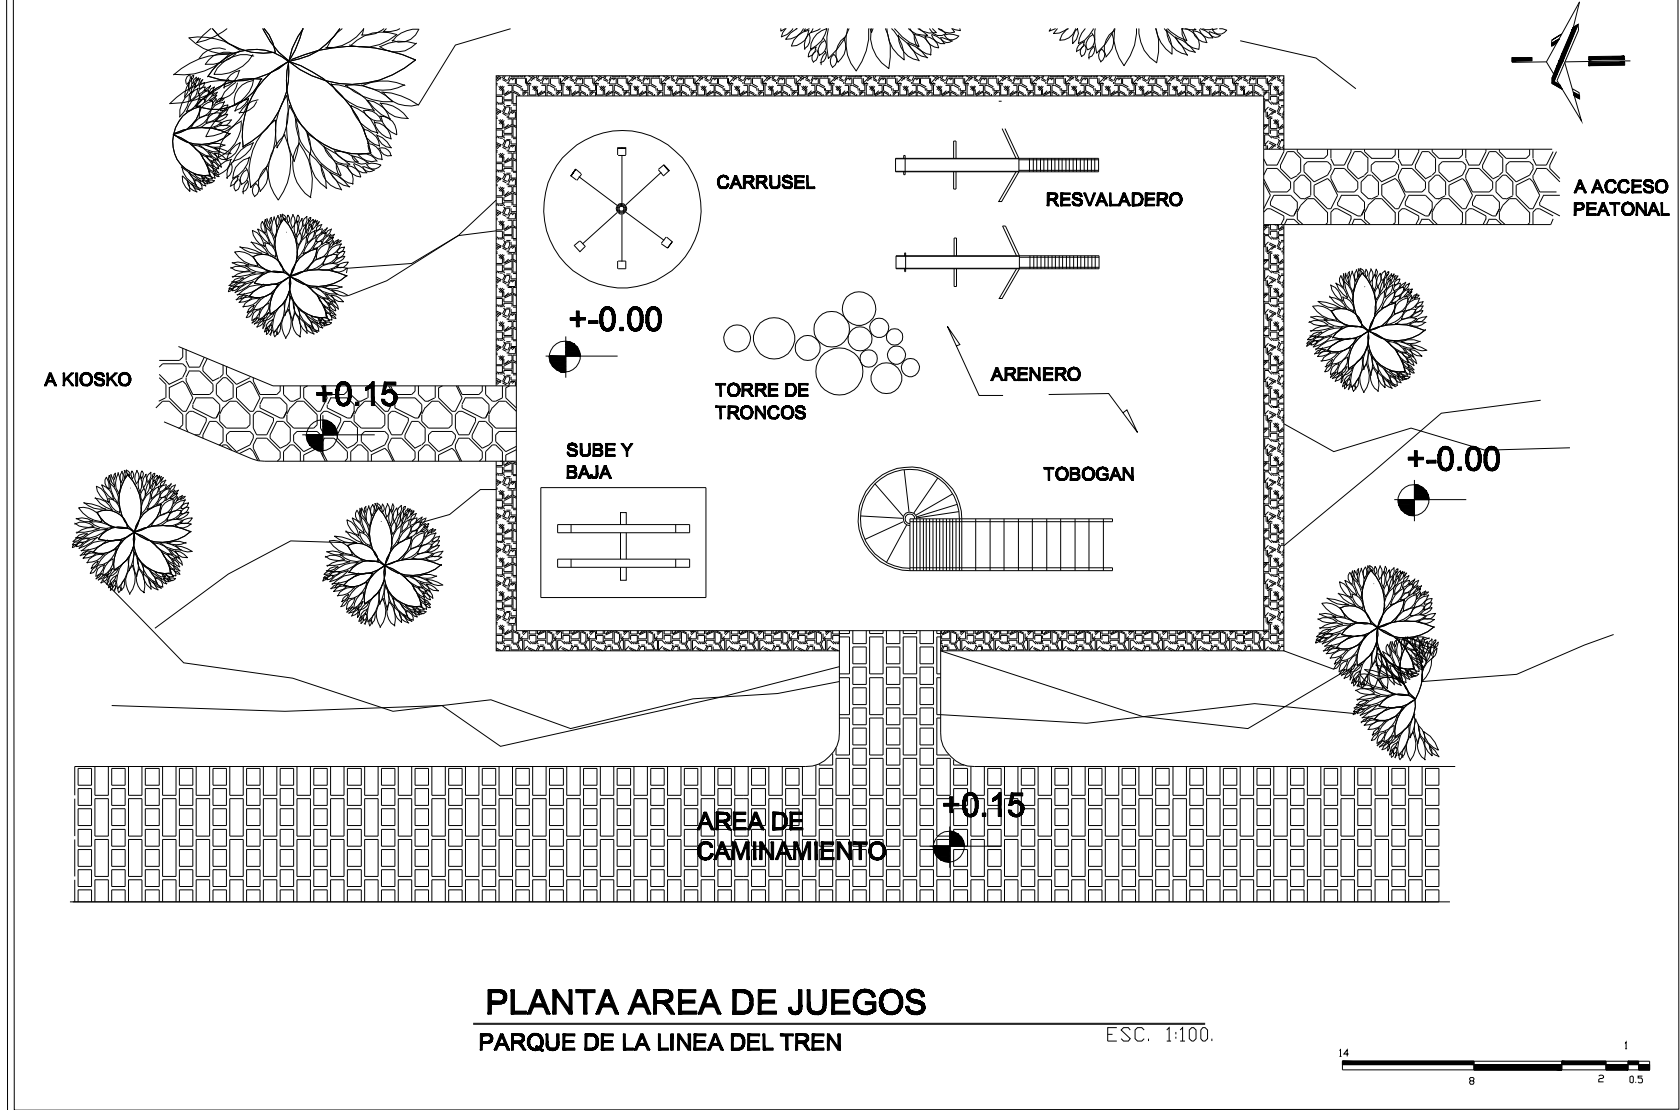 CARRUSEL
RESVALADERO
A ACCESO
PEATONAL
+-0.00
A KIOSKO
+0.15
TORRE DE
TRONCOS
ARENERO
SUBE Y
BAJA
TOBOGAN
+-0.00
+0.15
AREA DE
CAMINAMIENTO
PLANTA AREA DE JUEGOS
PARQUE DE LA LINEA DEL TREN
ESC. 1:100.
14
1
8
2
0.5